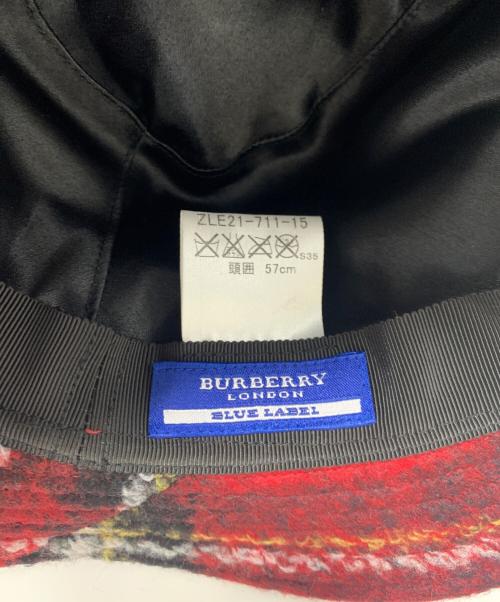 ZLE21-711-15
S35
頭囲 57cm
BURBERRY
LONDON
BLUE LABEL